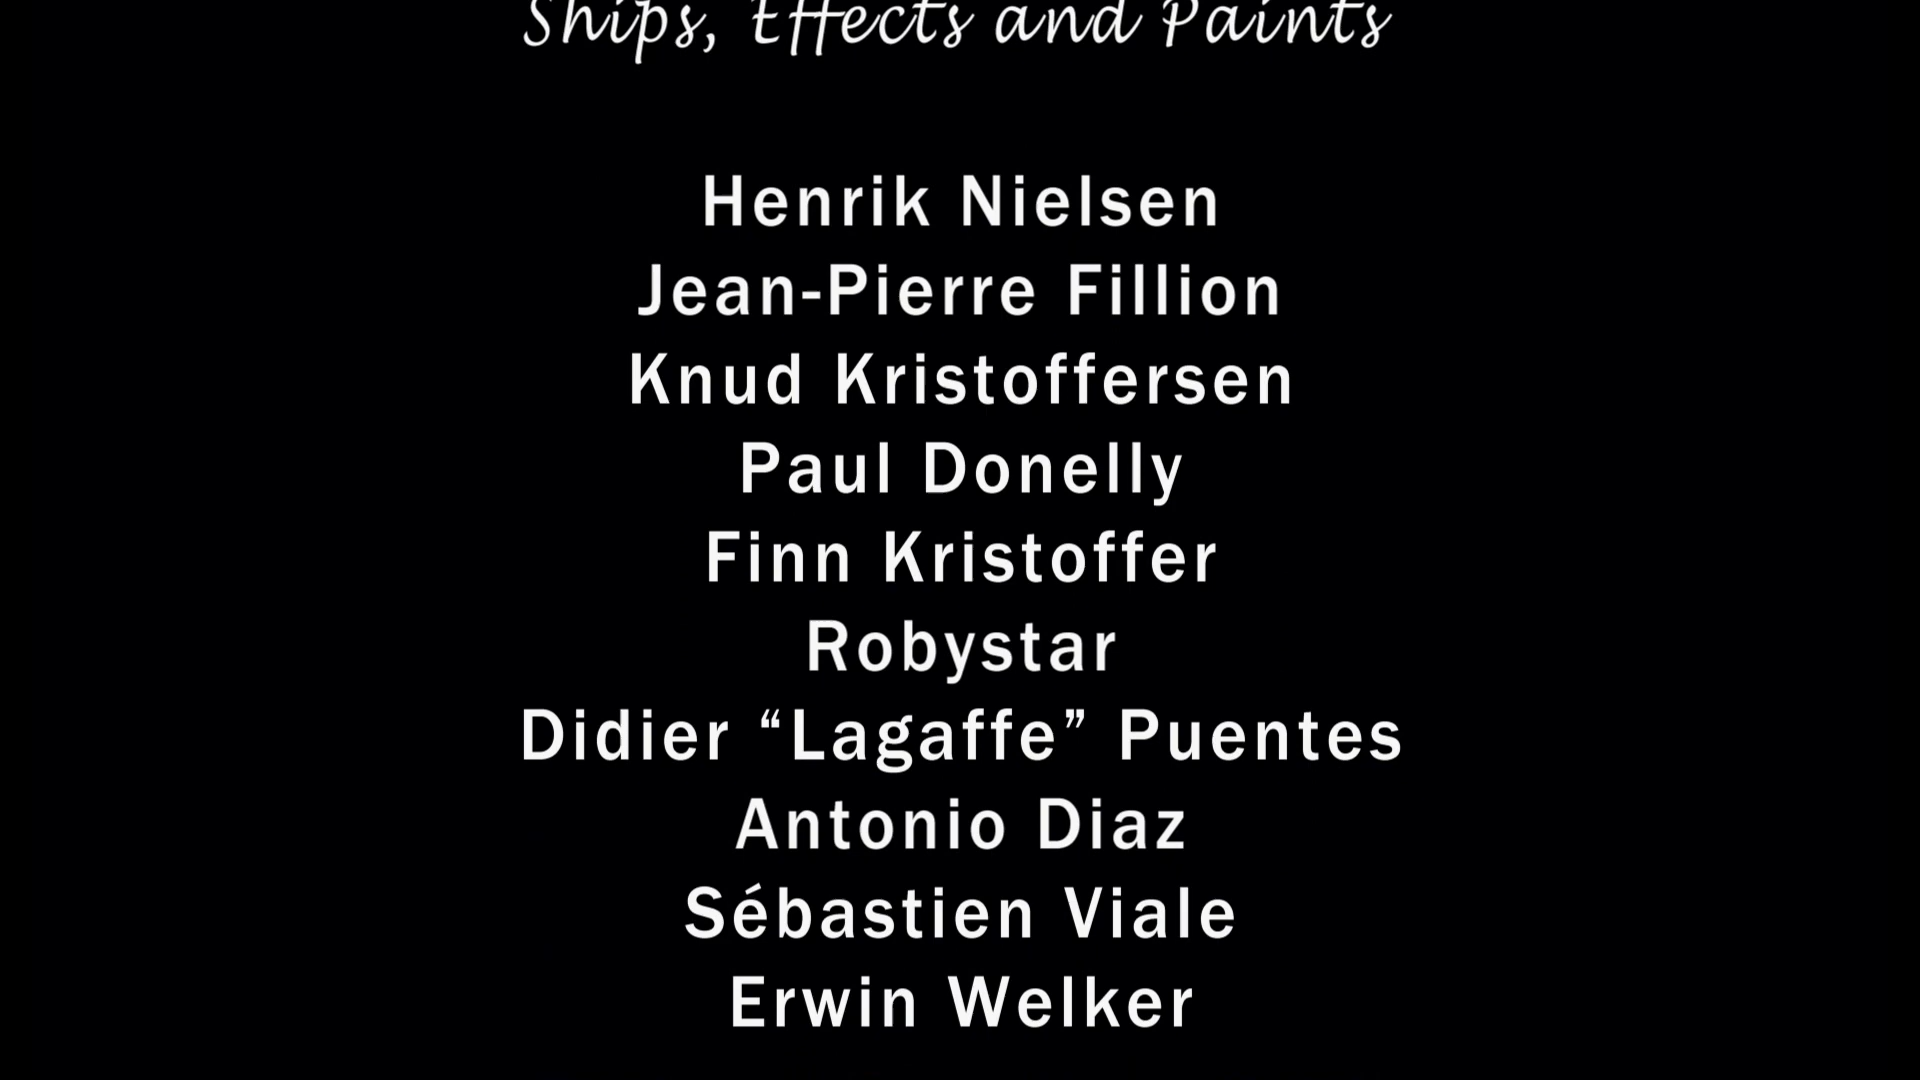 Ships, Effects and Paints
Henrik Nielsen
Jean-Pierre Fillion
Knud Kristoffersen
Paul Donelly
Finn Kristoffer
Robystar
Didier “Lagaffe” Puentes
Antonio Diaz
Sébastien Viale
Erwin Welker